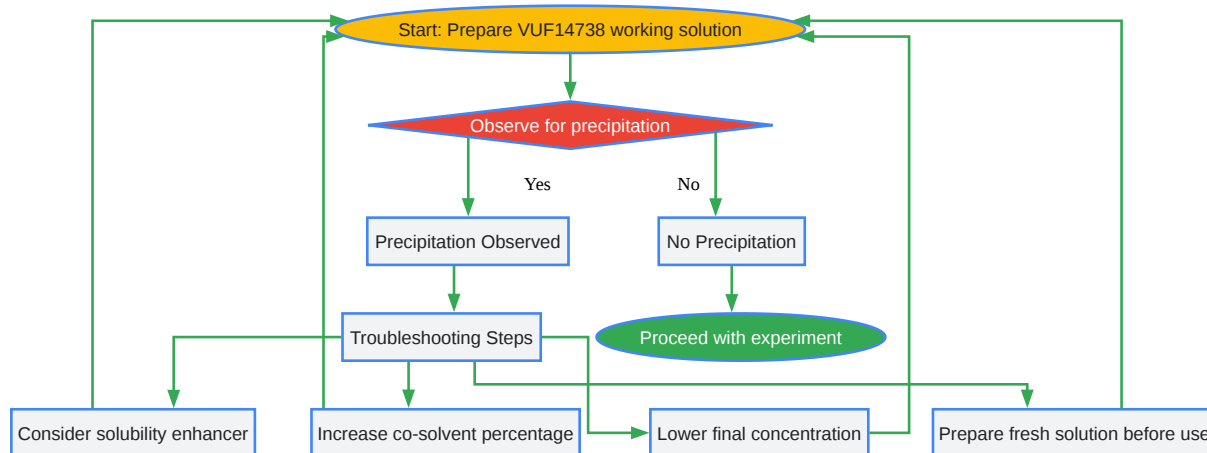 Start: Prepare VUF14738 working solution
Observe for precipitation
Yes
No
Precipitation Observed
No Precipitation
Troubleshooting Steps
Proceed with experiment
Consider solubility enhancer
Increase co-solvent percentage
Lower final concentration
Prepare fresh solution before use